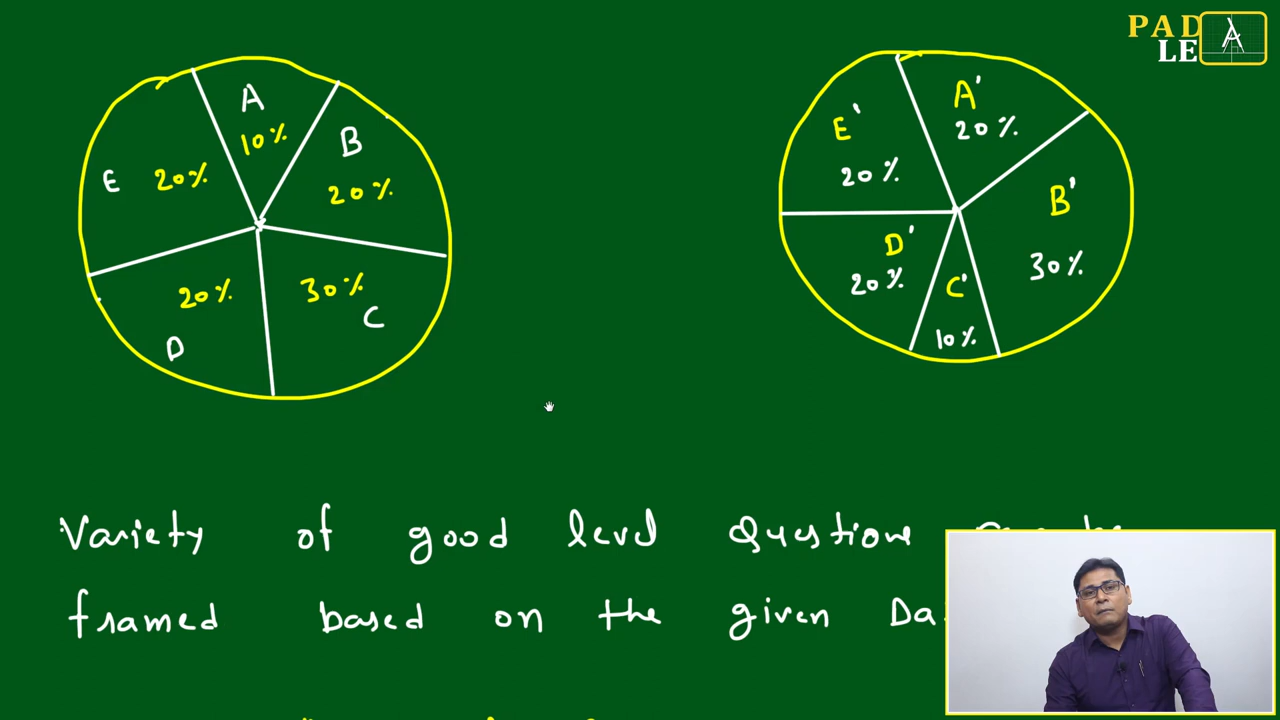 PAD
LE
A
A
10%
B
20%
E
20%
20%
D
30%
C
A'
20%
E'
20%
B'
30%
D'
20%
C'
10%
Variety of good level Questions
framed based on the given